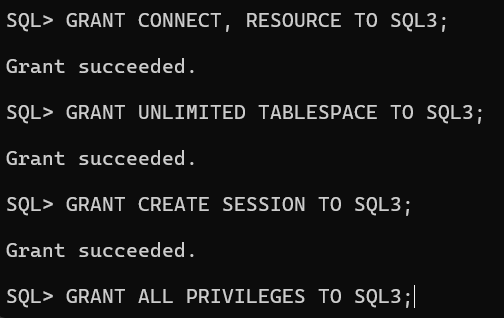 SQL> GRANT CONNECT, RESOURCE TO SQL3;
Grant succeeded.
SQL> GRANT UNLIMITED TABLESPACE TO SQL3;
Grant succeeded.
SQL> GRANT CREATE SESSION TO SQL3;
Grant succeeded.
SQL> GRANT ALL PRIVILEGES TO SQL3;